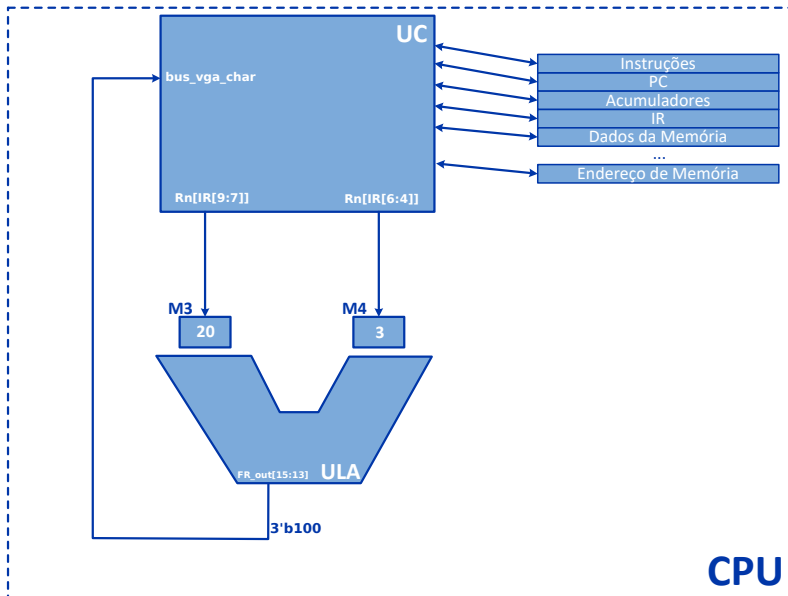 UC
bus_vga_char
Instruções
PC
Acumuladores
IR
Dados da Memória
...
Endereço de Memória
Rn[IR[9:7]]
Rn[IR[6:4]]
M3
M4
20
3
FR_out[15:13]
ULA
3'b100
CPU